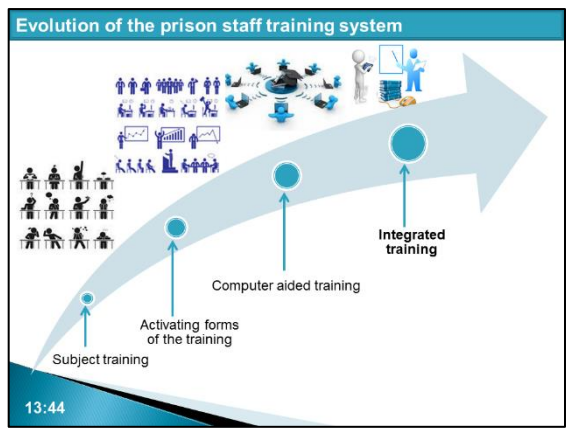 Evolution of the prison staff training system
Integrated
training
Computer aided training
Activating forms
of the training
Subject training
13:44